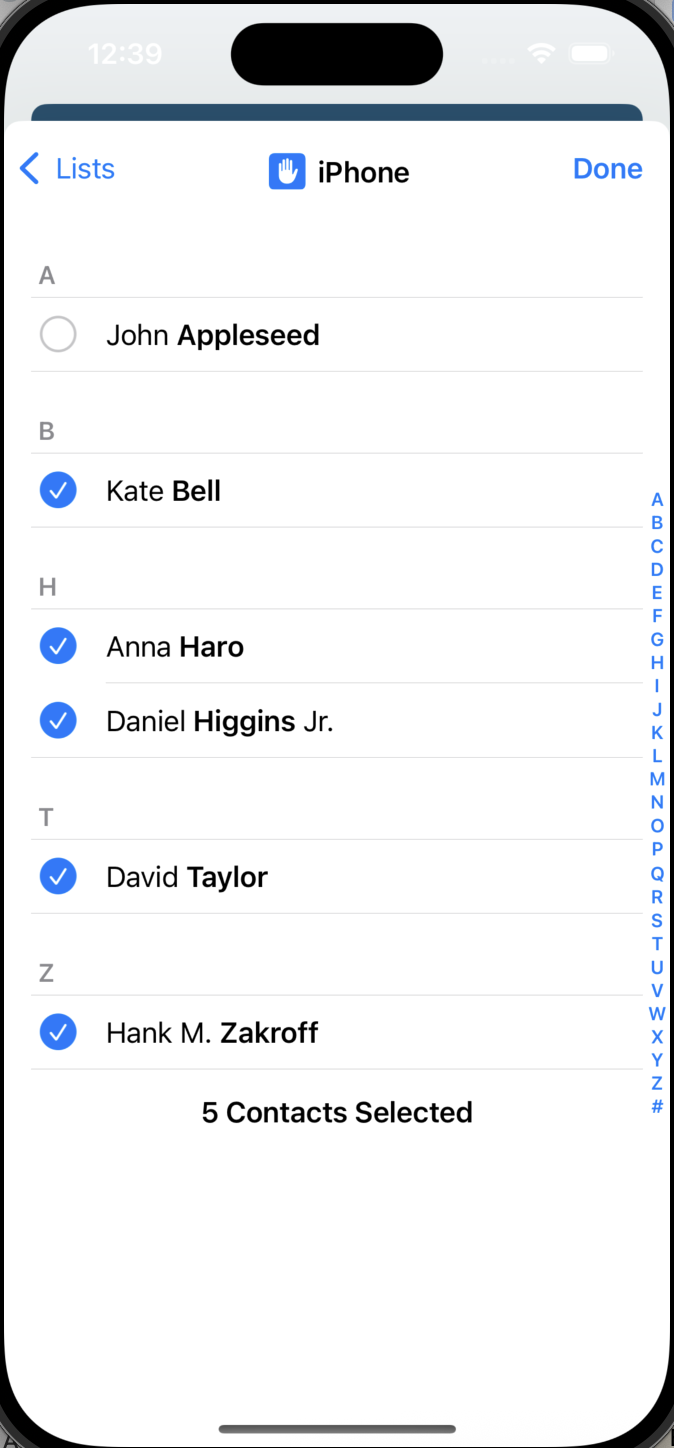 12:39
Lists
iPhone
Done
A
John Appleseed
B
Kate Bell
H
Anna Haro
Daniel Higgins Jr.
T
David Taylor
Z
Hank M. Zakroff
5 Contacts Selected
A
B
C
D
E
F
G
H
I
J
K
L
M
N
O
P
Q
R
S
T
U
V
W
X
Y
Z
#